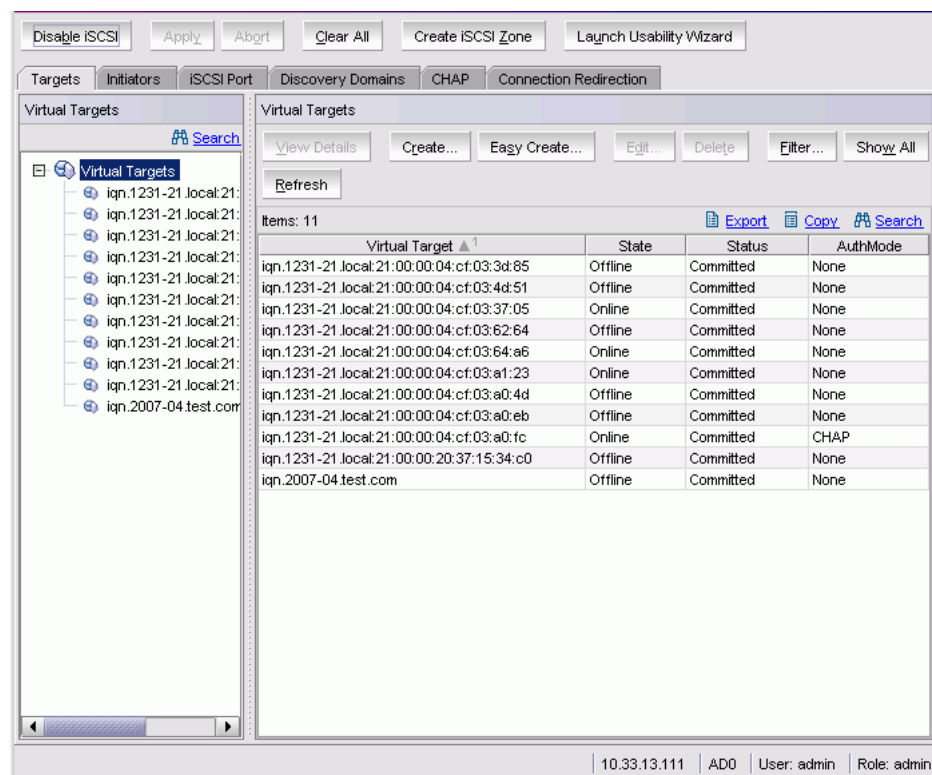 Disable iSCSI Apply Abort Clear All Create iSCSI Zone Launch Usability Wizard
Targets Initiators iSCSI Port Discovery Domains CHAP Connection Redirection
Virtual Targets
Search
Virtual Targets
iqn.1231-21.local:21:
iqn.1231-21.local:21:
iqn.1231-21.local:21:
iqn.1231-21.local:21:
iqn.1231-21.local:21:
iqn.1231-21.local:21:
iqn.1231-21.local:21:
iqn.1231-21.local:21:
iqn.1231-21.local:21:
iqn.1231-21.local:21:
iqn.2007-04.test.com
Virtual Targets
View Details Create... Easy Create... Edit... Delete Filter... Show All
Refresh
Items: 11 Export Copy Search
Virtual Target 1 State Status AuthMode
iqn.1231-21.local:21:00:00:04:cf:03:3d:85 Offline Committed None
iqn.1231-21.local:21:00:00:04:cf:03:4d:51 Offline Committed None
iqn.1231-21.local:21:00:00:04:cf:03:37:05 Online Committed None
iqn.1231-21.local:21:00:00:04:cf:03:62:64 Offline Committed None
iqn.1231-21.local:21:00:00:04:cf:03:64:a6 Online Committed None
iqn.1231-21.local:21:00:00:04:cf:03:a1:23 Online Committed None
iqn.1231-21.local:21:00:00:04:cf:03:a0:4d Offline Committed None
iqn.1231-21.local:21:00:00:04:cf:03:a0:eb Offline Committed None
iqn.1231-21.local:21:00:00:04:cf:03:a0:fc Online Committed CHAP
iqn.1231-21.local:21:00:00:20:37:15:34:c0 Offline Committed None
iqn.2007-04.test.com Offline Committed None
10.33.13.111 AD0 User: admin Role: admin